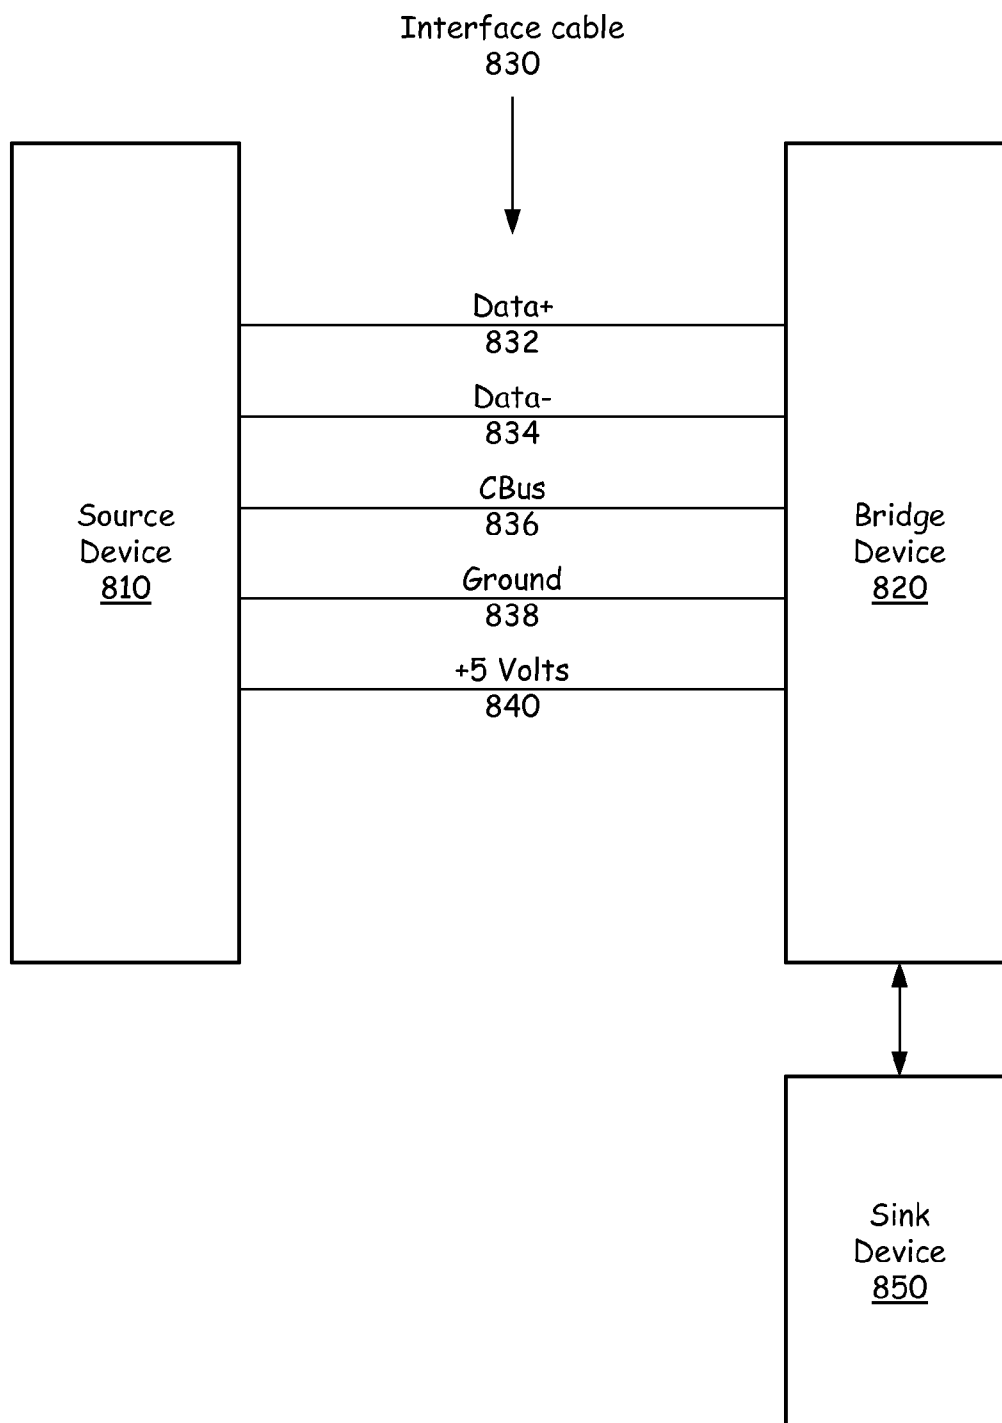 Interface cable
830
Data+
832
Data-
834
CBus
836
Ground
838
+5 Volts
840
Source
Device
810
Bridge
Device
820
Sink
Device
850